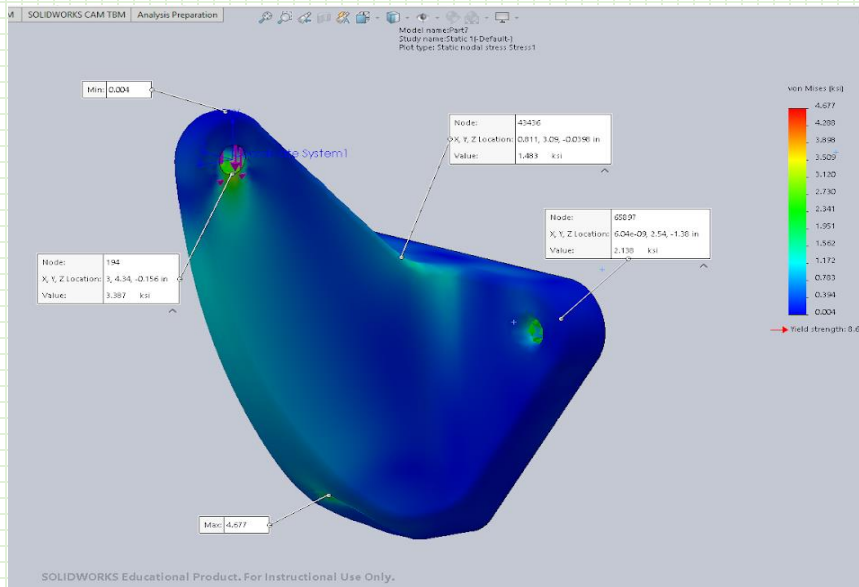 M SOLIDWORKS CAM TBM Analysis Preparation
Model name:Part7
Study name:Static 1(-Default-)
Plot type: Static nodal stress Stress1
Min: 0.004
System1
Node: 43436
X, Y, Z Location: 0.811, 3.09, -0.0398 in
Value: 1.483 ksi
Node: 65897
X, Y, Z Location: 6.04e-09, 2.54, -1.38 in
Value: 2.138 ksi
Node: 194
X, Y, Z Location: 3, 4.34, -0.156 in
Value: 3.387 ksi
Max: 4.677
von Mises (ksi)
4.677
4.288
3.898
3.509
3.120
2.730
2.341
1.951
1.562
1.172
0.783
0.394
0.004
Yield strength: 8.6
SOLIDWORKS Educational Product. For Instructional Use Only.